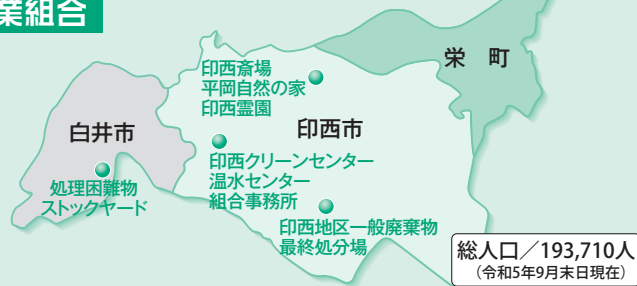 業組合
栄 町
印西斎場
平岡自然の家
印西霊園
白井市
印西市
印西クリーンセンター
温水センター
組合事務所
処理困難物
ストックヤード
印西地区一般廃棄物
最終処分場
総人口／193,710人
（令和5年9月末日現在）